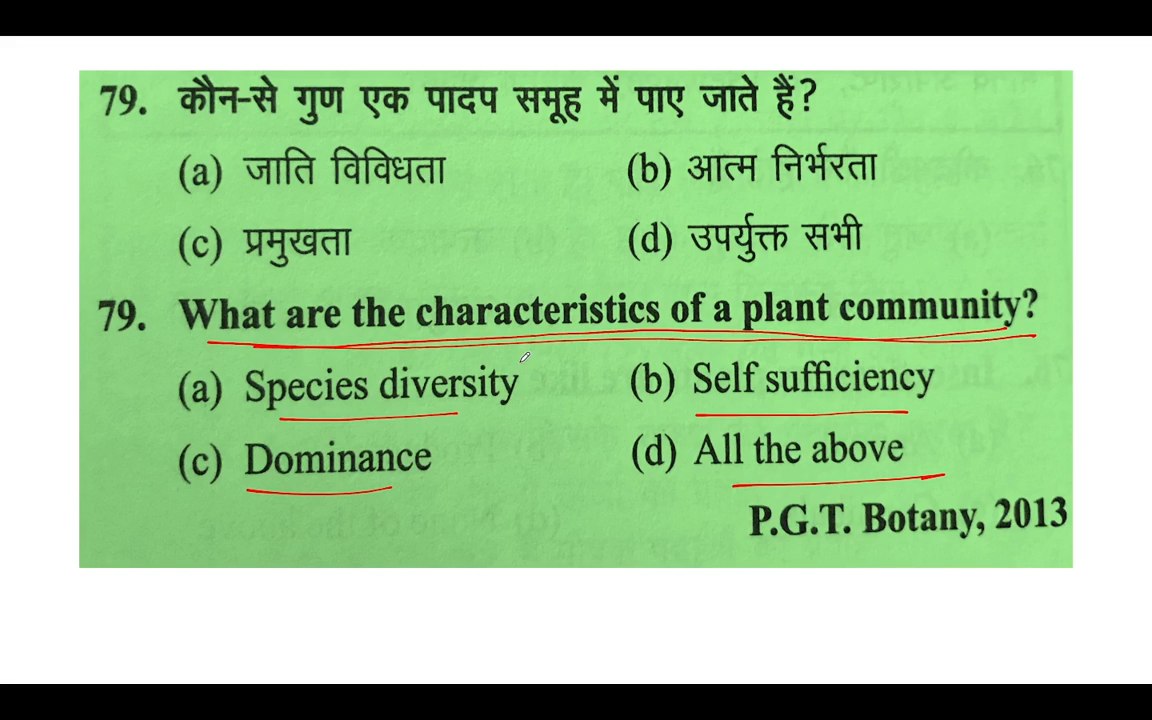 79. कौन-से गुण एक पादप समूह में पाए जाते हैं?
(a) जाति विविधता (b) आत्म निर्भरता
(c) प्रमुखता (d) उपर्युक्त सभी
79. What are the characteristics of a plant community?
(a) Species diversity (b) Self sufficiency
(c) Dominance (d) All the above
P.G.T. Botany, 2013